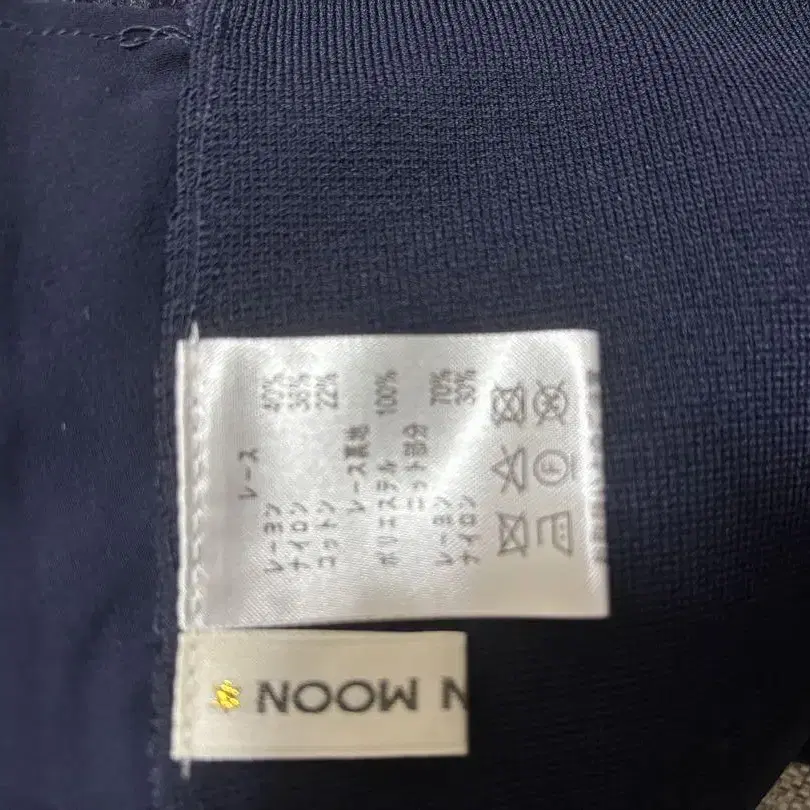 レース
レーヨン 40%
ナイロン 38%
コットン 22%
レース裏地
ポリエステル 100%
ニット部分
レーヨン 70%
ナイロン 30%
F
N MOON